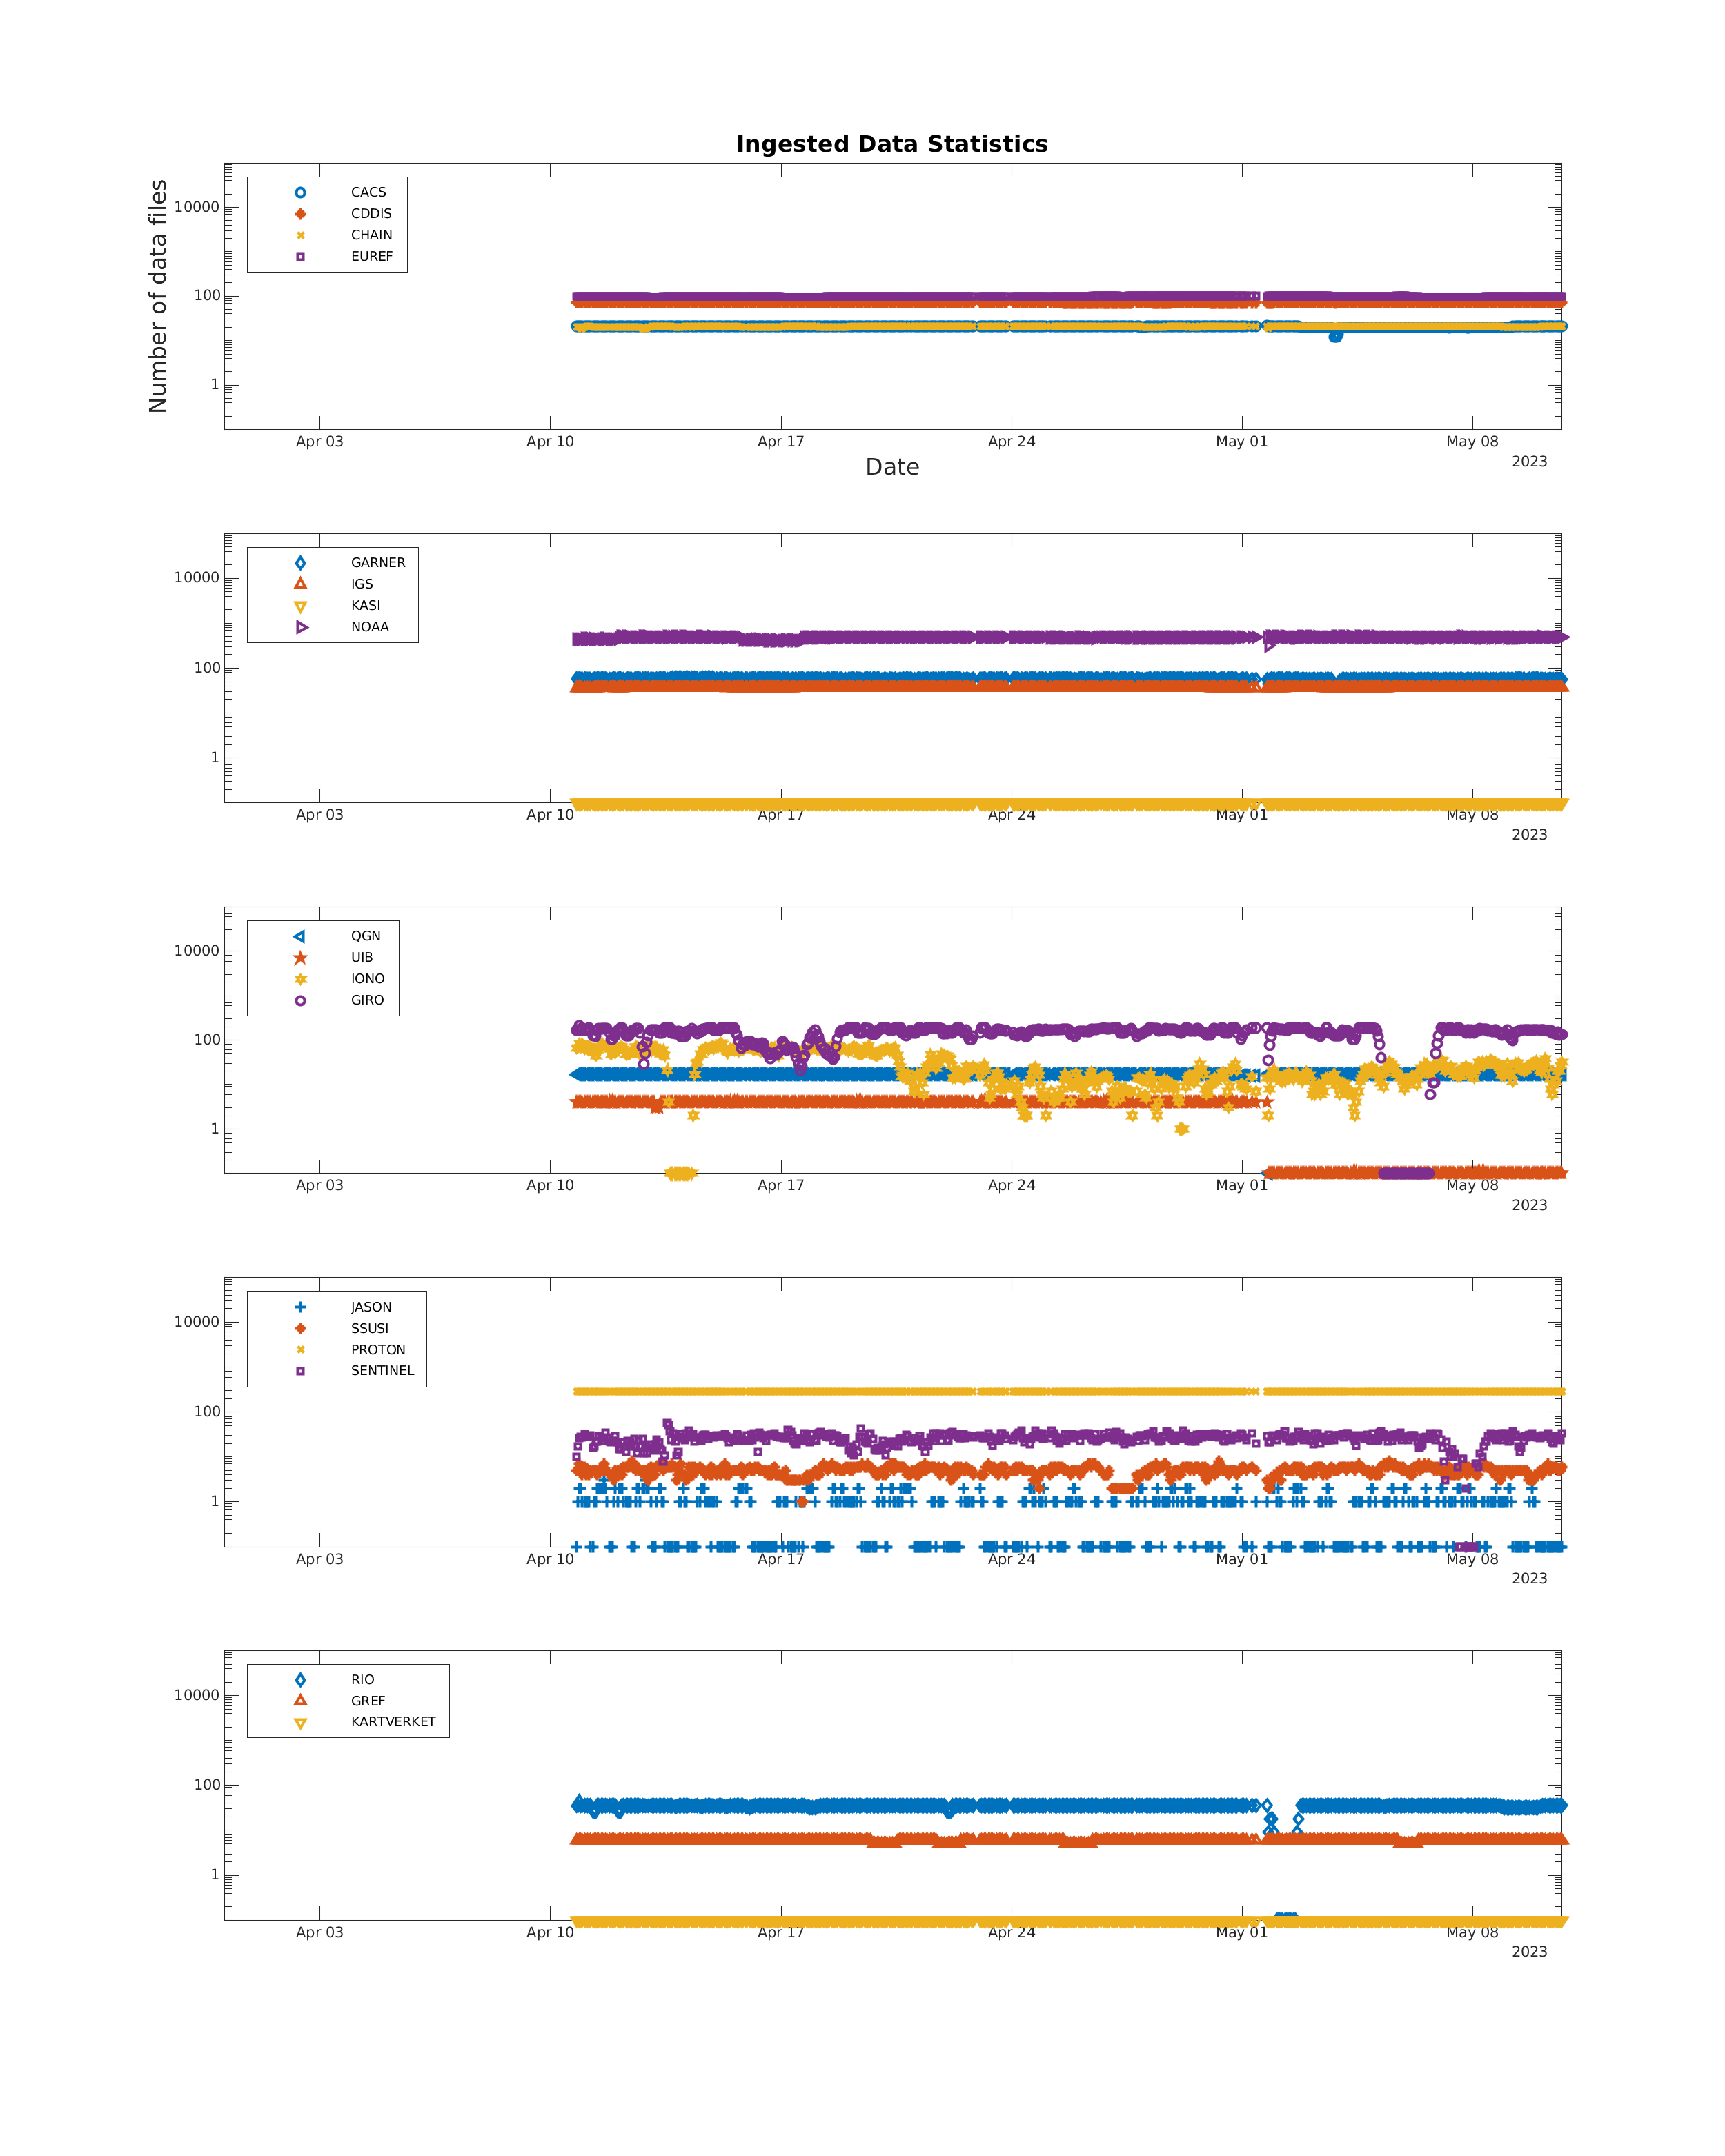 Ingested Data Statistics
Number of data files
CACS
CDDIS
CHAIN
EUREF
10000
100
1
Apr 03 Apr 10 Apr 17 Apr 24 May 01 May 08
2023
Date
GARNER
IGS
KASI
NOAA
10000
100
1
Apr 03 Apr 10 Apr 17 Apr 24 May 01 May 08
2023
QGN
UIB
IONO
GIRO
10000
100
1
Apr 03 Apr 10 Apr 17 Apr 24 May 01 May 08
2023
JASON
SSUSI
PROTON
SENTINEL
10000
100
1
Apr 03 Apr 10 Apr 17 Apr 24 May 01 May 08
2023
RIO
GREF
KARTVERKET
10000
100
1
Apr 03 Apr 10 Apr 17 Apr 24 May 01 May 08
2023